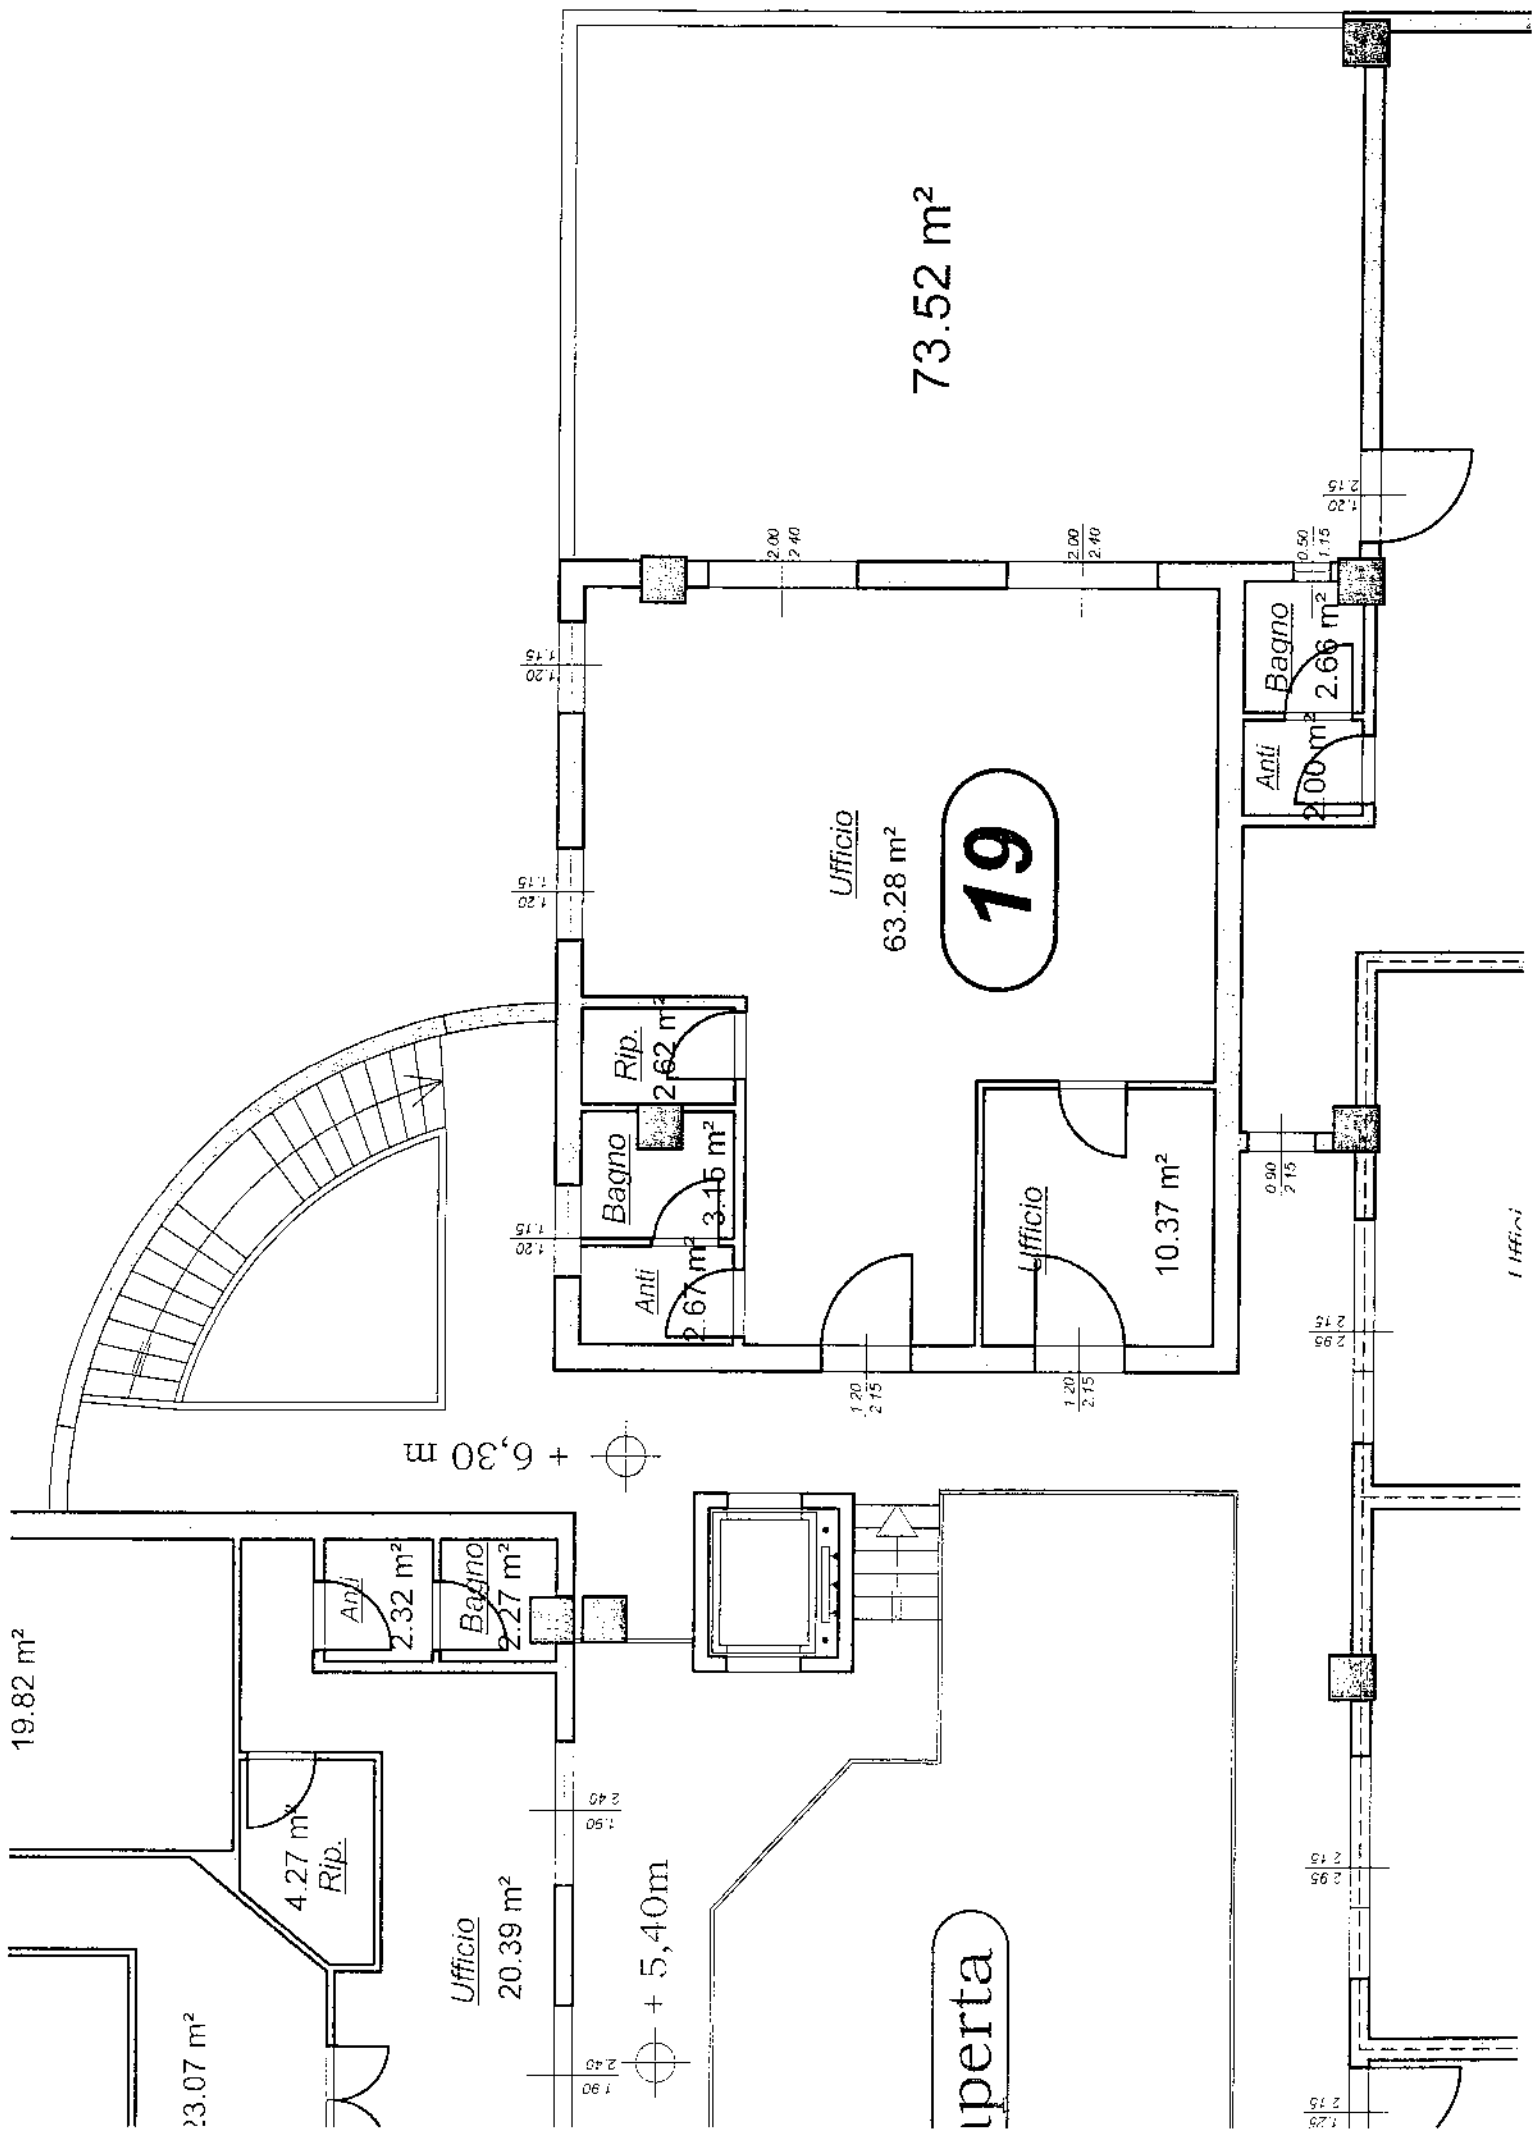 73.52 m²
2.00
2.40
2.00
2.40
0.50
1.15
1.20
2.15
1.20
1.15
Bagno
2.66 m²
Anti
2.00 m²
Ufficio
63.28 m²
19
1.20
1.15
Rip.
2.62 m²
Bagno
3.15 m²
1.20
1.15
Anti
2.67 m²
Ufficio
10.37 m²
0.90
2.15
1.20
2.15
1.20
2.15
2.95
2.15
+ 6,30 m
Anti
2.32 m²
Bagno
2.27 m²
19.82 m²
4.27 m²
Rip.
1.90
2.40
Ufficio
20.39 m²
+ 5,40m
2.95
2.15
1.90
2.40
23.07 m²
perta
1.25
2.15